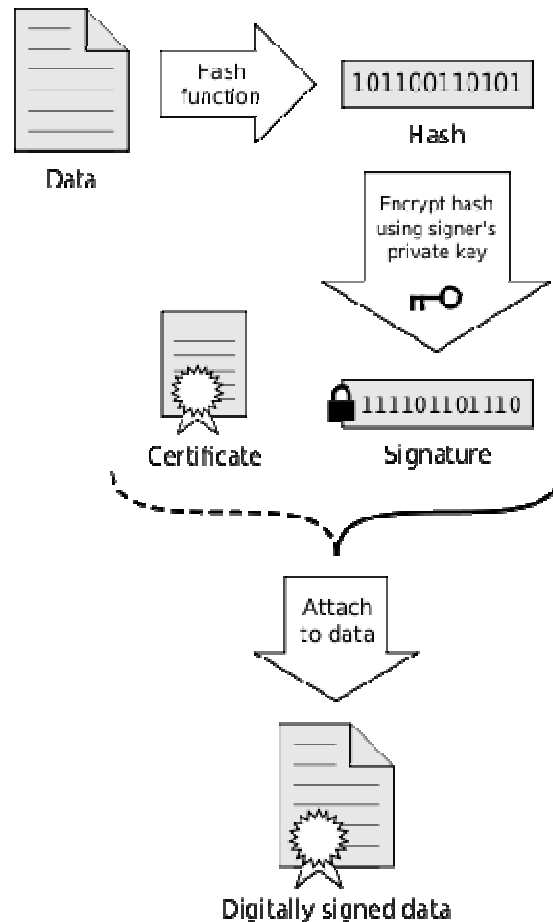 Hash
function
101100110101
Hash
Data
Encrypt hash
using signer's
private key
111101101110
Certificate
Signature
Attach
to data
Digitally signed data